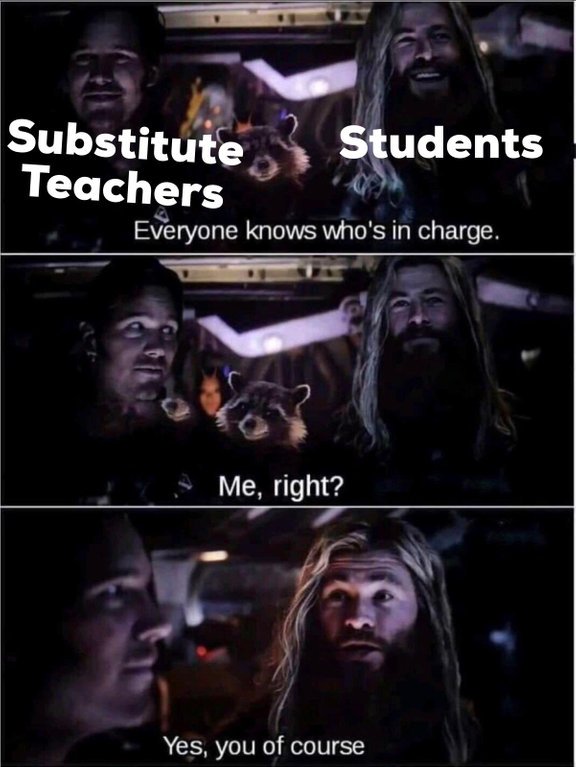 Substitute
Teachers
Students
Everyone knows who's in charge.
Me, right?
Yes, you of course